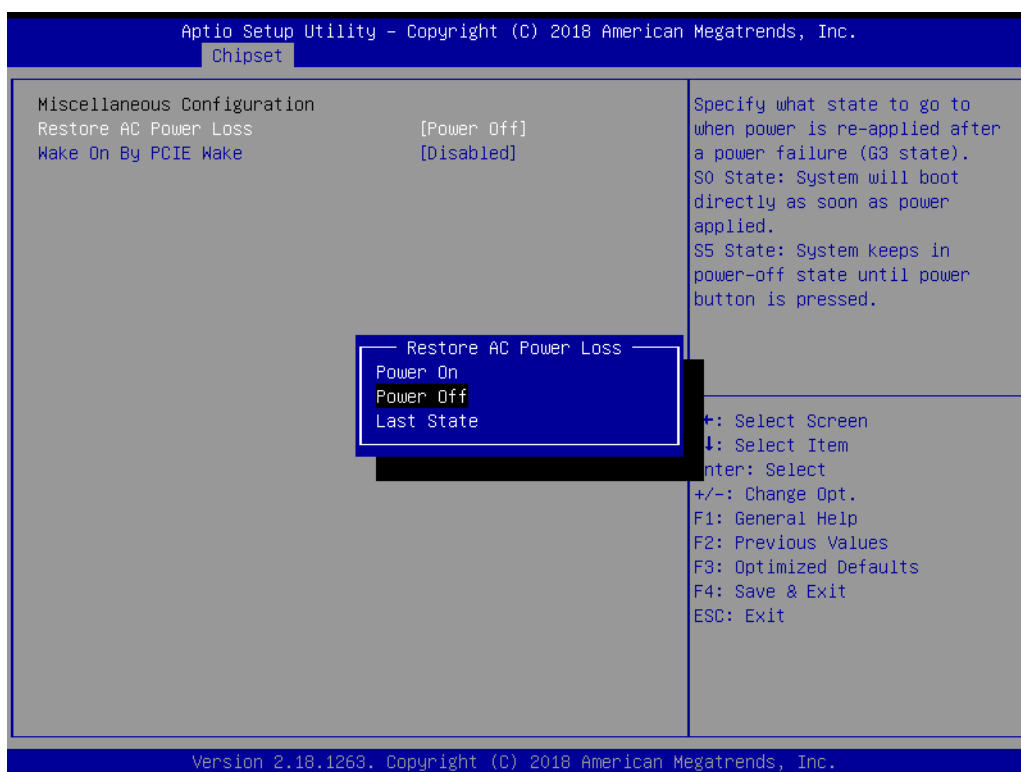 Aptio Setup Utility – Copyright (C) 2018 American Megatrends, Inc.
Chipset
Miscellaneous Configuration
Restore AC Power Loss [Power Off]
Wake On By PCIE Wake [Disabled]
Specify what state to go to
when power is re-applied after
a power failure (G3 state).
S0 State: System will boot
directly as soon as power
applied.
S5 State: System keeps in
power-off state until power
button is pressed.
Restore AC Power Loss
Power On
Power Off
Last State
: Select Screen
: Select Item
nter: Select
+/-: Change Opt.
F1: General Help
F2: Previous Values
F3: Optimized Defaults
F4: Save & Exit
ESC: Exit
Version 2.18.1263. Copyright (C) 2018 American Megatrends, Inc.